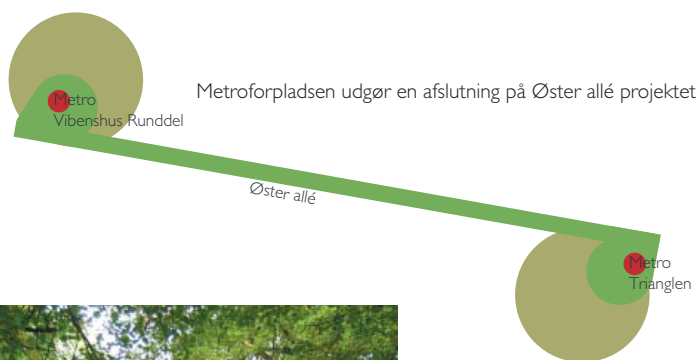 Metroforpladsen udgør en afslutning på Øster allé projektet
Metro
Vibenshus Runddel
Øster allé
Metro
Trianglen